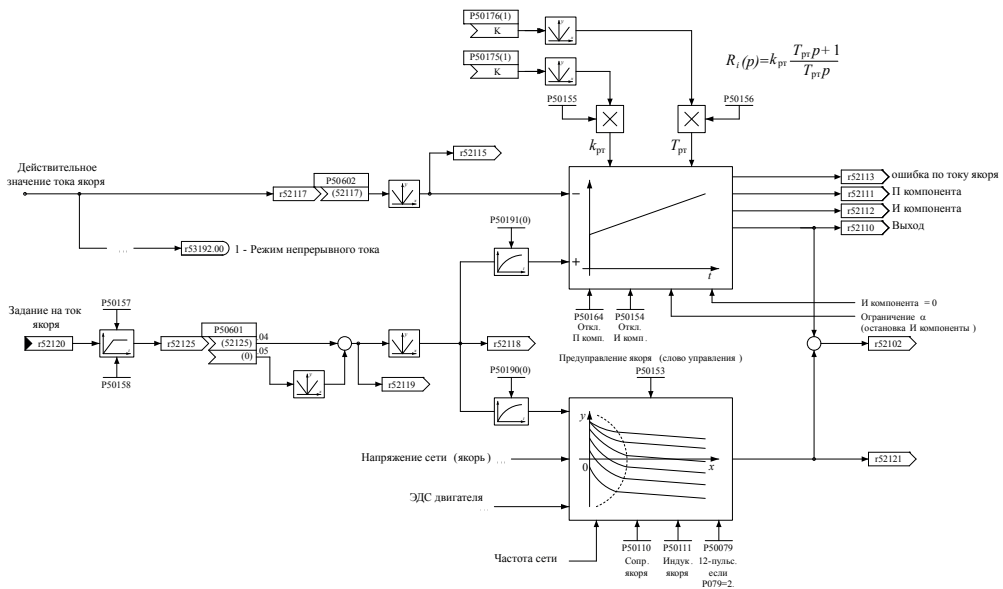 P50176(1)
K
P50175(1)
K
R_i(p)=k_рт (T_рт p+1)/(T_рт p)
P50155
P50156
k_рт
T_рт
Действительное
значение тока якоря
r52115
r52117
P50602
(52117)
−
r52113 ошибка по току якоря
r52111 П компонента
r52112 И компонента
r52110 Выход
P50191(0)
+
t
... r53192.00 1 - Режим непрерывного тока
Задание на ток
якоря
P50157
r52120
P50158
r52125
P50601
(52125) .04
(0) .05
r52119
r52118
P50164
Откл.
П комп.
P50154
Откл.
И комп.
И компонента = 0
Ограничение α
(остановка И компоненты)
r52102
Предуправление якоря (слово управления)
P50153
P50190(0)
y
0
x
Напряжение сети (якорь) ...
r52121
ЭДС двигателя
...
Частота сети
P50110
Сопр.
якоря
P50111
Индук.
якоря
P50079
12-пульс.
если
P079=2.